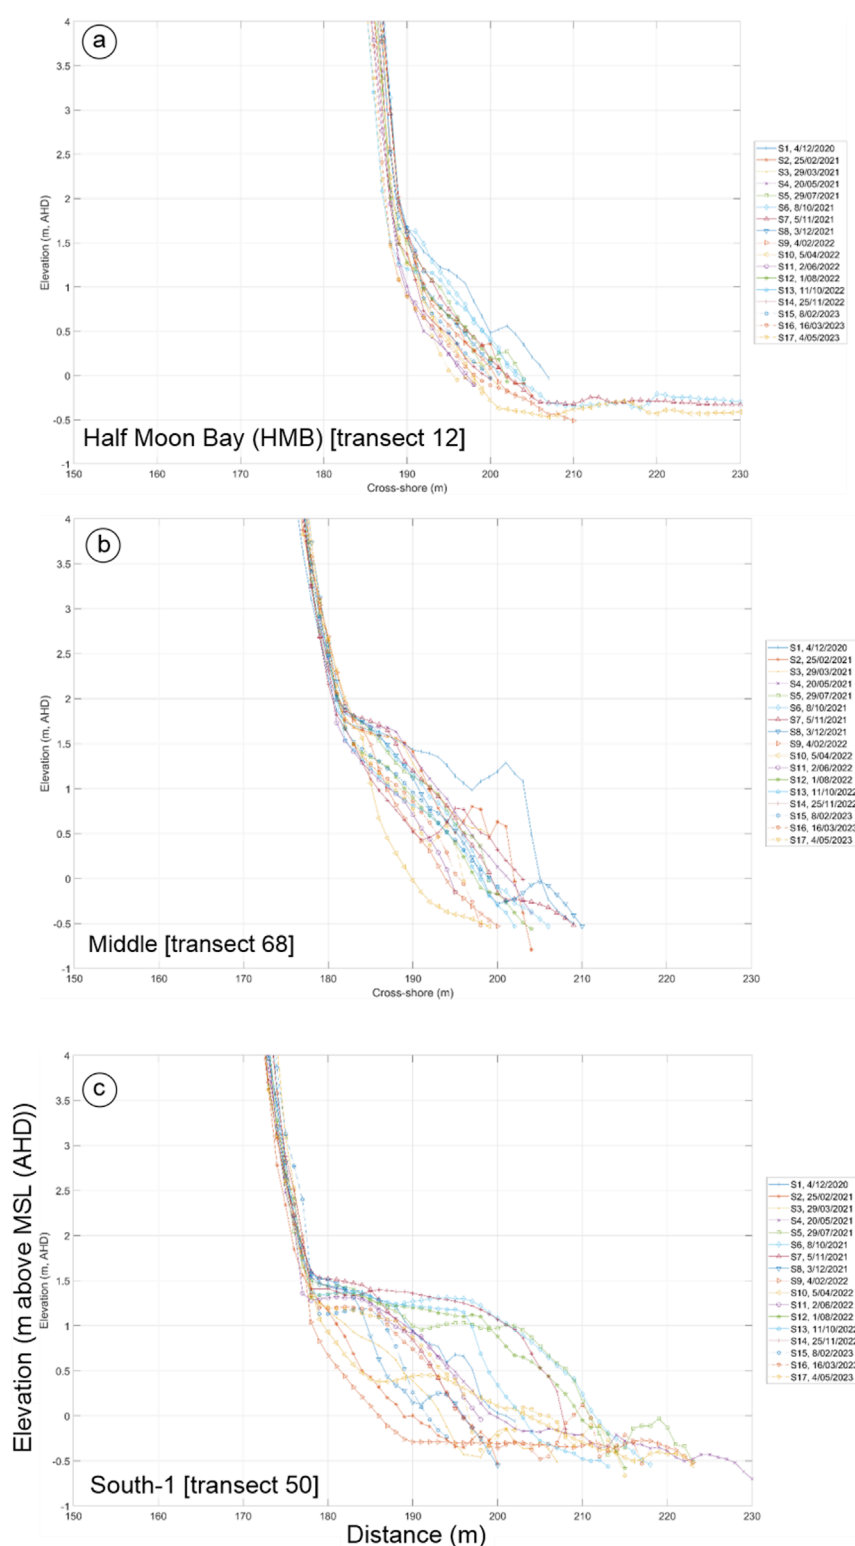 a
4
3.5
3
2.5
2
1.5
1
0.5
0
-0.5
-1
Elevation (m, AHD)
S1, 4/12/2020
S2, 25/02/2021
S3, 29/03/2021
S4, 20/05/2021
S5, 29/07/2021
S6, 8/10/2021
S7, 5/11/2021
S8, 3/12/2021
S9, 4/02/2022
S10, 5/04/2022
S11, 2/06/2022
S12, 1/08/2022
S13, 11/10/2022
S14, 25/11/2022
S15, 8/02/2023
S16, 16/03/2023
S17, 4/05/2023
Half Moon Bay (HMB) [transect 12]
150 160 170 180 190 200 210 220 230
Cross-shore (m)
b
4
3.5
3
2.5
2
1.5
1
0.5
0
-0.5
-1
Elevation (m, AHD)
S1, 4/12/2020
S2, 25/02/2021
S3, 29/03/2021
S4, 20/05/2021
S5, 29/07/2021
S6, 8/10/2021
S7, 5/11/2021
S8, 3/12/2021
S9, 4/02/2022
S10, 5/04/2022
S11, 2/06/2022
S12, 1/08/2022
S13, 11/10/2022
S14, 25/11/2022
S15, 8/02/2023
S16, 16/03/2023
S17, 4/05/2023
Middle [transect 68]
150 160 170 180 190 200 210 220 230
Cross-shore (m)
c
4
3.5
3
2.5
2
1.5
1
0.5
0
-0.5
-1
Elevation (m above MSL (AHD))
Elevation (m, AHD)
S1, 4/12/2020
S2, 25/02/2021
S3, 29/03/2021
S4, 20/05/2021
S5, 29/07/2021
S6, 8/10/2021
S7, 5/11/2021
S8, 3/12/2021
S9, 4/02/2022
S10, 5/04/2022
S11, 2/06/2022
S12, 1/08/2022
S13, 11/10/2022
S14, 25/11/2022
S15, 8/02/2023
S16, 16/03/2023
S17, 4/05/2023
South-1 [transect 50]
150 160 170 180 190 200 210 220 230
Distance (m)